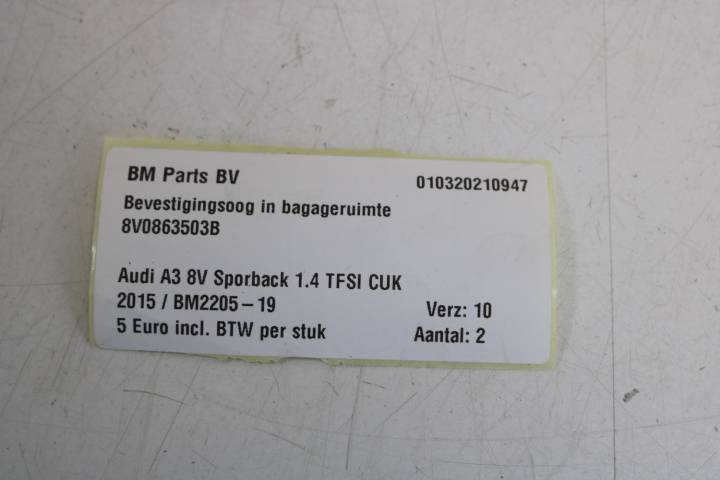 BM Parts BV 010320210947
Bevestigingsoog in bagageruimte
8V0863503B
Audi A3 8V Sporback 1.4 TFSI CUK
2015 / BM2205-19 Verz: 10
5 Euro incl. BTW per stuk Aantal: 2